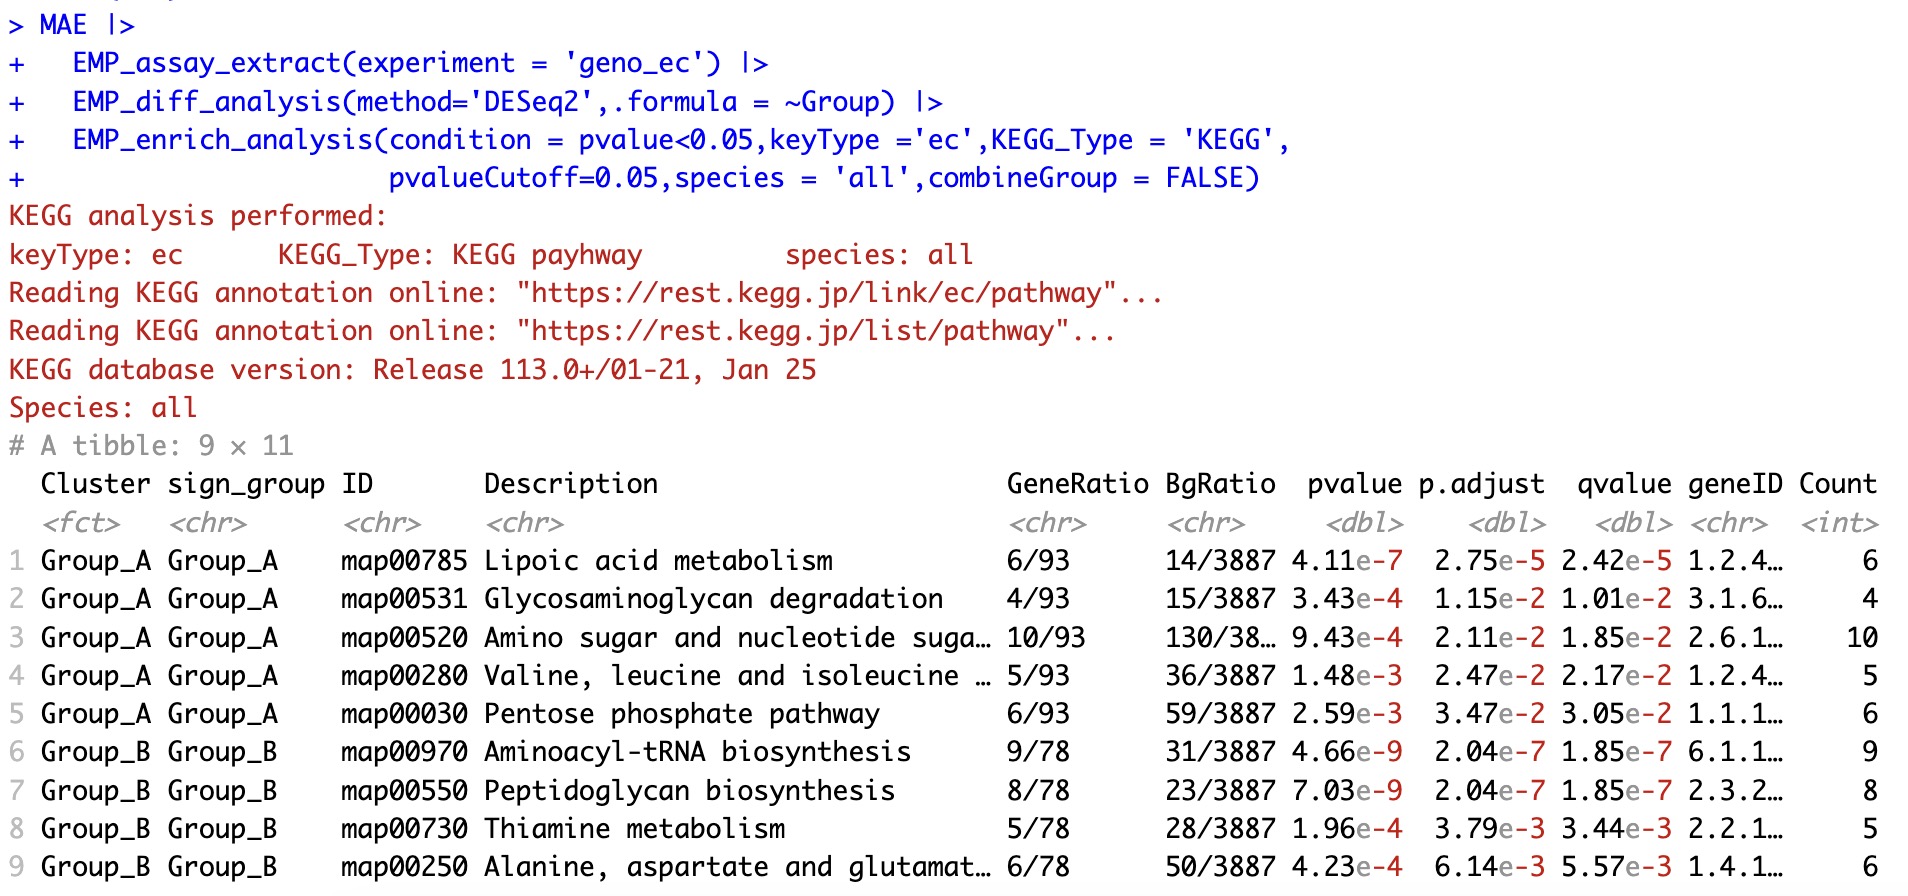 > MAE |>
+   EMP_assay_extract(experiment = 'geno_ec') |>
+   EMP_diff_analysis(method='DESeq2',.formula = ~Group) |>
+   EMP_enrich_analysis(condition = pvalue<0.05,keyType ='ec',KEGG_Type = 'KEGG',
+                       pvalueCutoff=0.05,species = 'all',combineGroup = FALSE)
KEGG analysis performed:
keyType: ec      KEGG_Type: KEGG payhway         species: all
Reading KEGG annotation online: "https://rest.kegg.jp/link/ec/pathway"...
Reading KEGG annotation online: "https://rest.kegg.jp/list/pathway"...
KEGG database version: Release 113.0+/01-21, Jan 25
Species: all
# A tibble: 9 × 11
  Cluster sign_group ID       Description                      GeneRatio BgRatio  pvalue p.adjust  qvalue geneID Count
  <fct>   <chr>      <chr>    <chr>                            <chr>     <chr>     <dbl>    <dbl>   <dbl> <chr>  <int>
1 Group_A Group_A    map00785 Lipoic acid metabolism           6/93      14/3887 4.11e-7  2.75e-5 2.42e-5 1.2.4…     6
2 Group_A Group_A    map00531 Glycosaminoglycan degradation    4/93      15/3887 3.43e-4  1.15e-2 1.01e-2 3.1.6…     4
3 Group_A Group_A    map00520 Amino sugar and nucleotide suga… 10/93     130/38… 9.43e-4  2.11e-2 1.85e-2 2.6.1…    10
4 Group_A Group_A    map00280 Valine, leucine and isoleucine … 5/93      36/3887 1.48e-3  2.47e-2 2.17e-2 1.2.4…     5
5 Group_A Group_A    map00030 Pentose phosphate pathway        6/93      59/3887 2.59e-3  3.47e-2 3.05e-2 1.1.1…     6
6 Group_B Group_B    map00970 Aminoacyl-tRNA biosynthesis      9/78      31/3887 4.66e-9  2.04e-7 1.85e-7 6.1.1…     9
7 Group_B Group_B    map00550 Peptidoglycan biosynthesis       8/78      23/3887 7.03e-9  2.04e-7 1.85e-7 2.3.2…     8
8 Group_B Group_B    map00730 Thiamine metabolism              5/78      28/3887 1.96e-4  3.79e-3 3.44e-3 2.2.1…     5
9 Group_B Group_B    map00250 Alanine, aspartate and glutamat… 6/78      50/3887 4.23e-4  6.14e-3 5.57e-3 1.4.1…     6